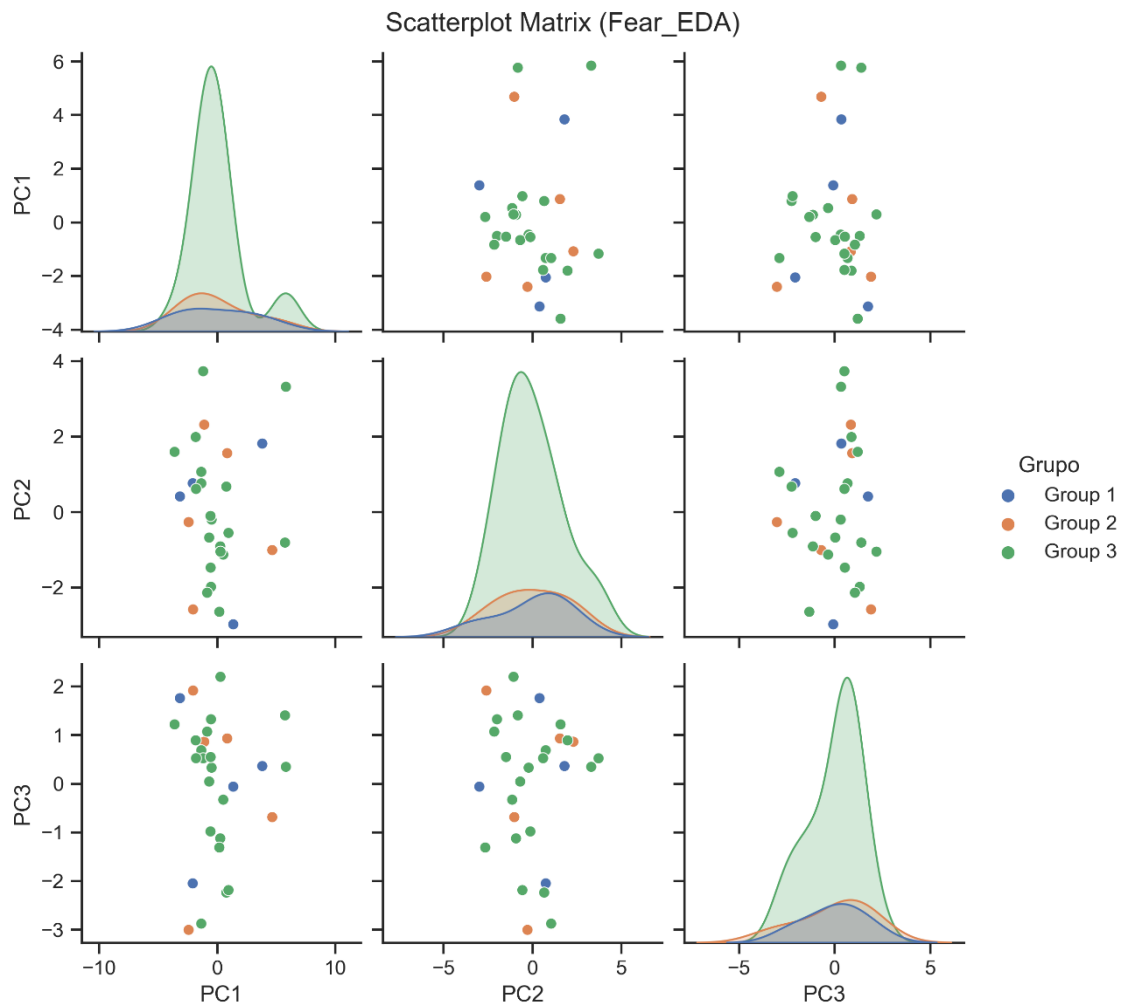 Scatterplot Matrix (Fear_EDA)
6
4
2
0
−2
−4
PC1
4
2
0
−2
PC2
2
1
0
−1
−2
−3
PC3
−10 0 10
PC1
−5 0 5
PC2
−5 0 5
PC3
Grupo
Group 1
Group 2
Group 3